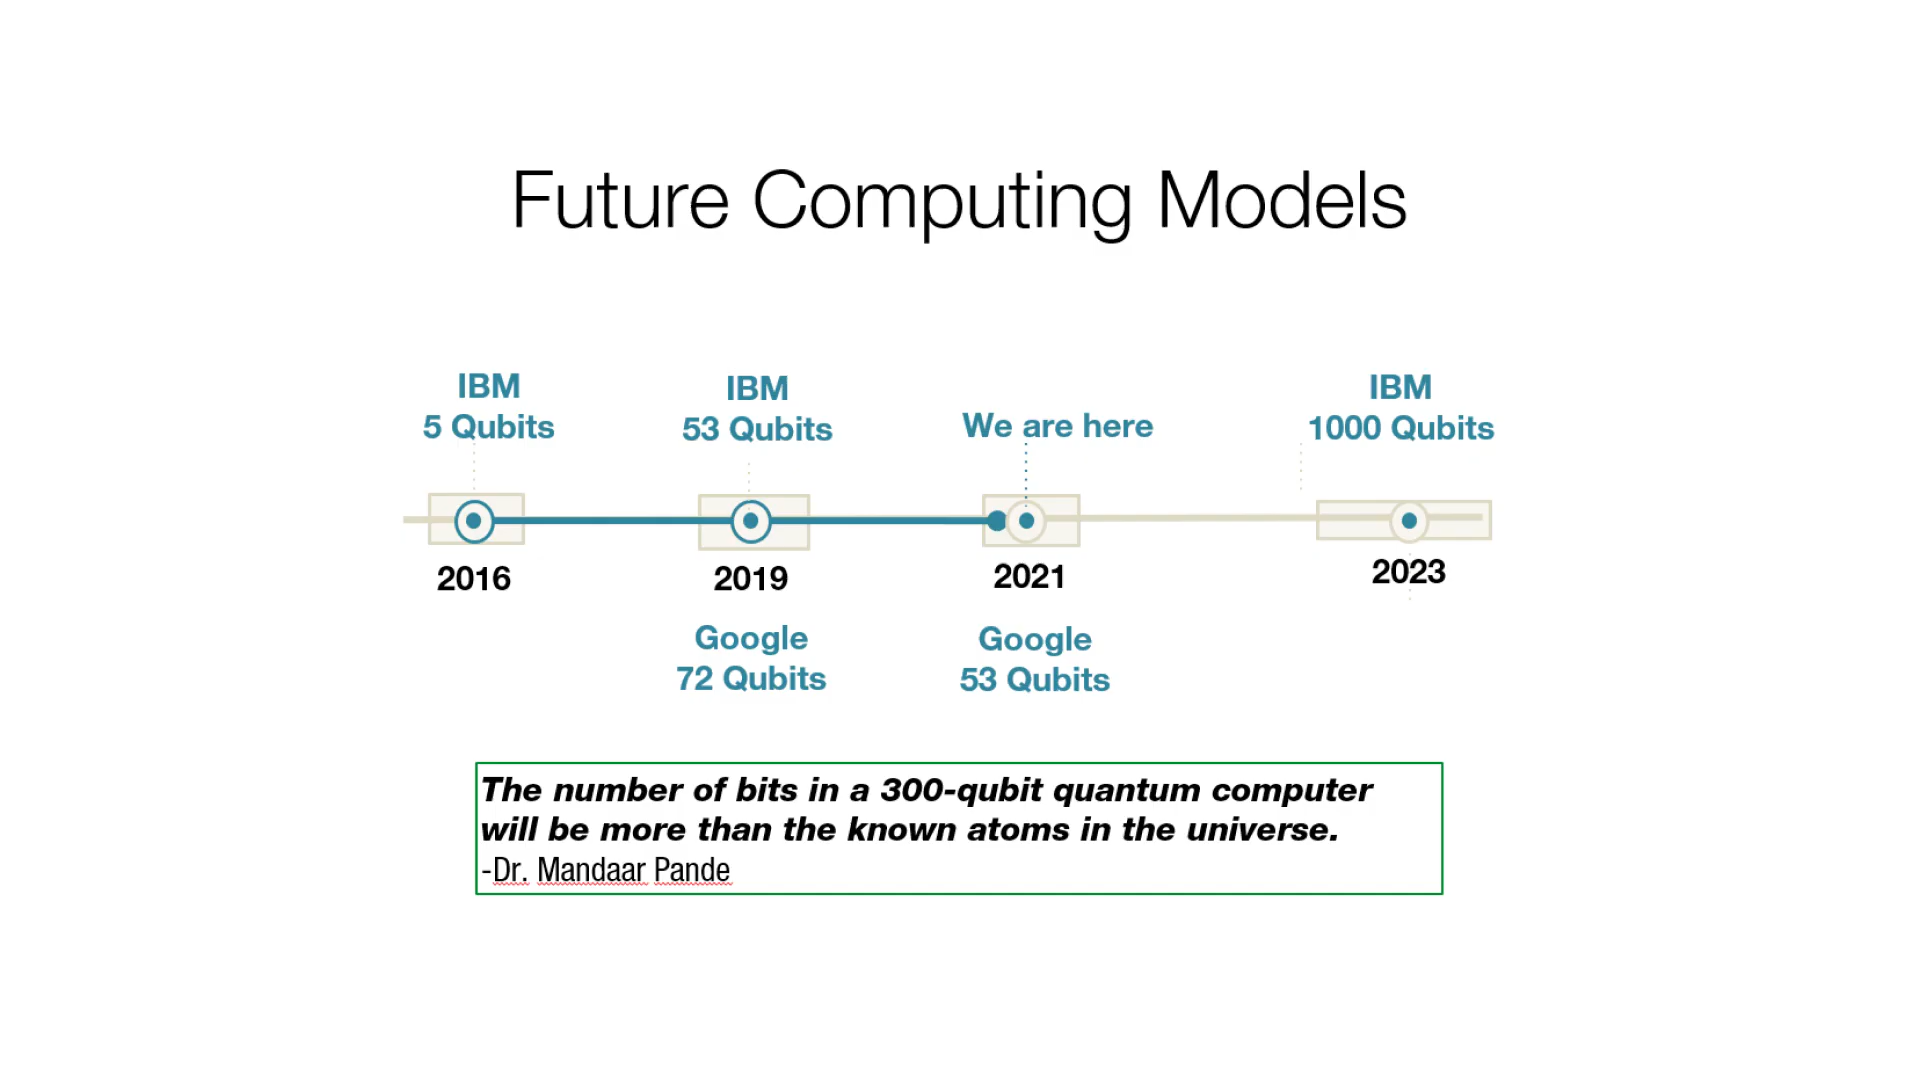 Future Computing Models
IBM
5 Qubits
IBM
53 Qubits
We are here
IBM
1000 Qubits
2016
2019
2021
2023
Google
72 Qubits
Google
53 Qubits
The number of bits in a 300-qubit quantum computer
will be more than the known atoms in the universe.
-Dr. Mandaar Pande